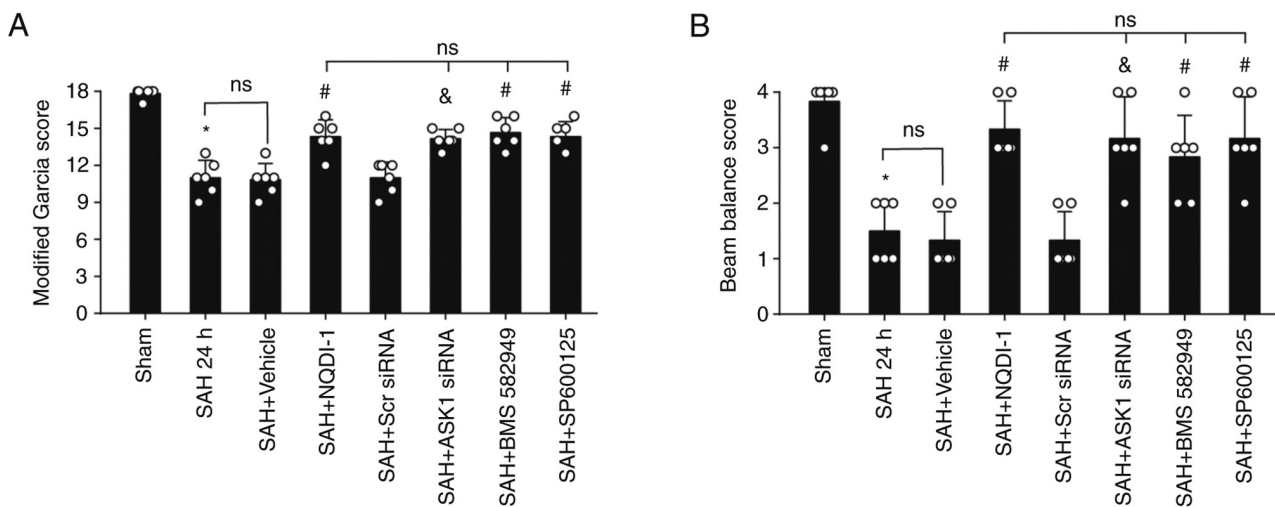 A
ns
ns
*
#
&
#
#
Modified Garcia score
18
15
12
9
6
3
0
Sham
SAH 24 h
SAH+Vehicle
SAH+NQDI-1
SAH+Scr siRNA
SAH+ASK1 siRNA
SAH+BMS 582949
SAH+SP600125
B
ns
ns
*
#
&
#
#
Beam balance score
4
3
2
1
0
Sham
SAH 24 h
SAH+Vehicle
SAH+NQDI-1
SAH+Scr siRNA
SAH+ASK1 siRNA
SAH+BMS 582949
SAH+SP600125